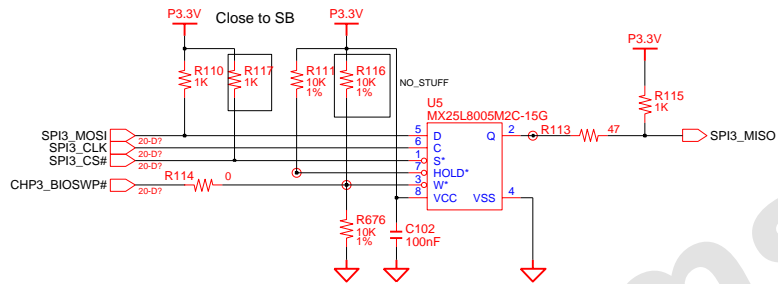 P3.3V
Close to SB
P3.3V
P3.3V
R110
1K
R117
1K
R111
10K
1%
R116
10K
1%
NO_STUFF
R115
1K
U5
MX25L8005M2C-15G
SPI3_MOSI
20-D?
5
D
Q
2
R113
47
SPI3_MISO
SPI3_CLK
20-D?
6
C
SPI3_CS#
20-D?
1
S*
7
HOLD*
CHP3_BIOSWP#
20-D?
R114
0
3
W*
8
VCC
VSS
4
R676
10K
1%
C102
100nF
ms